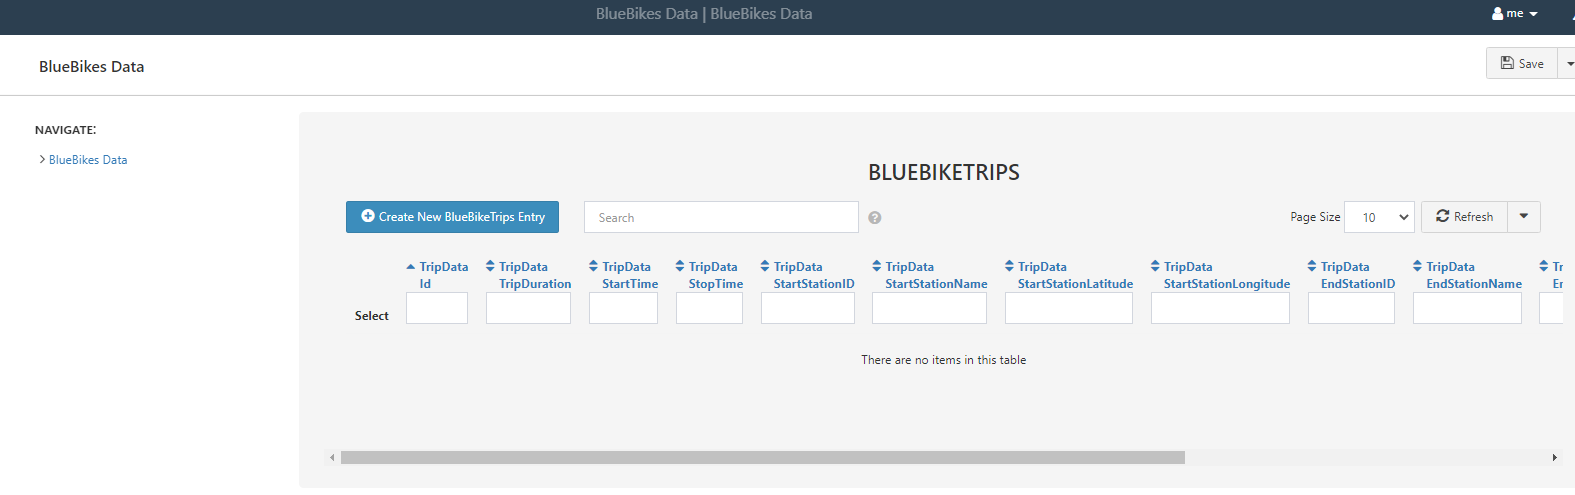 BlueBikes Data | BlueBikes Data
me
BlueBikes Data
Save
NAVIGATE:
BlueBikes Data
BLUEBIKETRIPS
Create New BlueBikeTrips Entry
Search
?
Page Size
10
Refresh
Select
TripData
Id
TripData
TripDuration
TripData
StartTime
TripData
StopTime
TripData
StartStationID
TripData
StartStationName
TripData
StartStationLatitude
TripData
StartStationLongitude
TripData
EndStationID
TripData
EndStationName
There are no items in this table